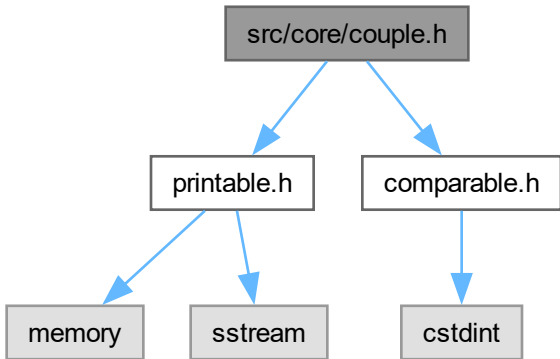 src/core/couple.h
printable.h
comparable.h
memory
sstream
cstdint